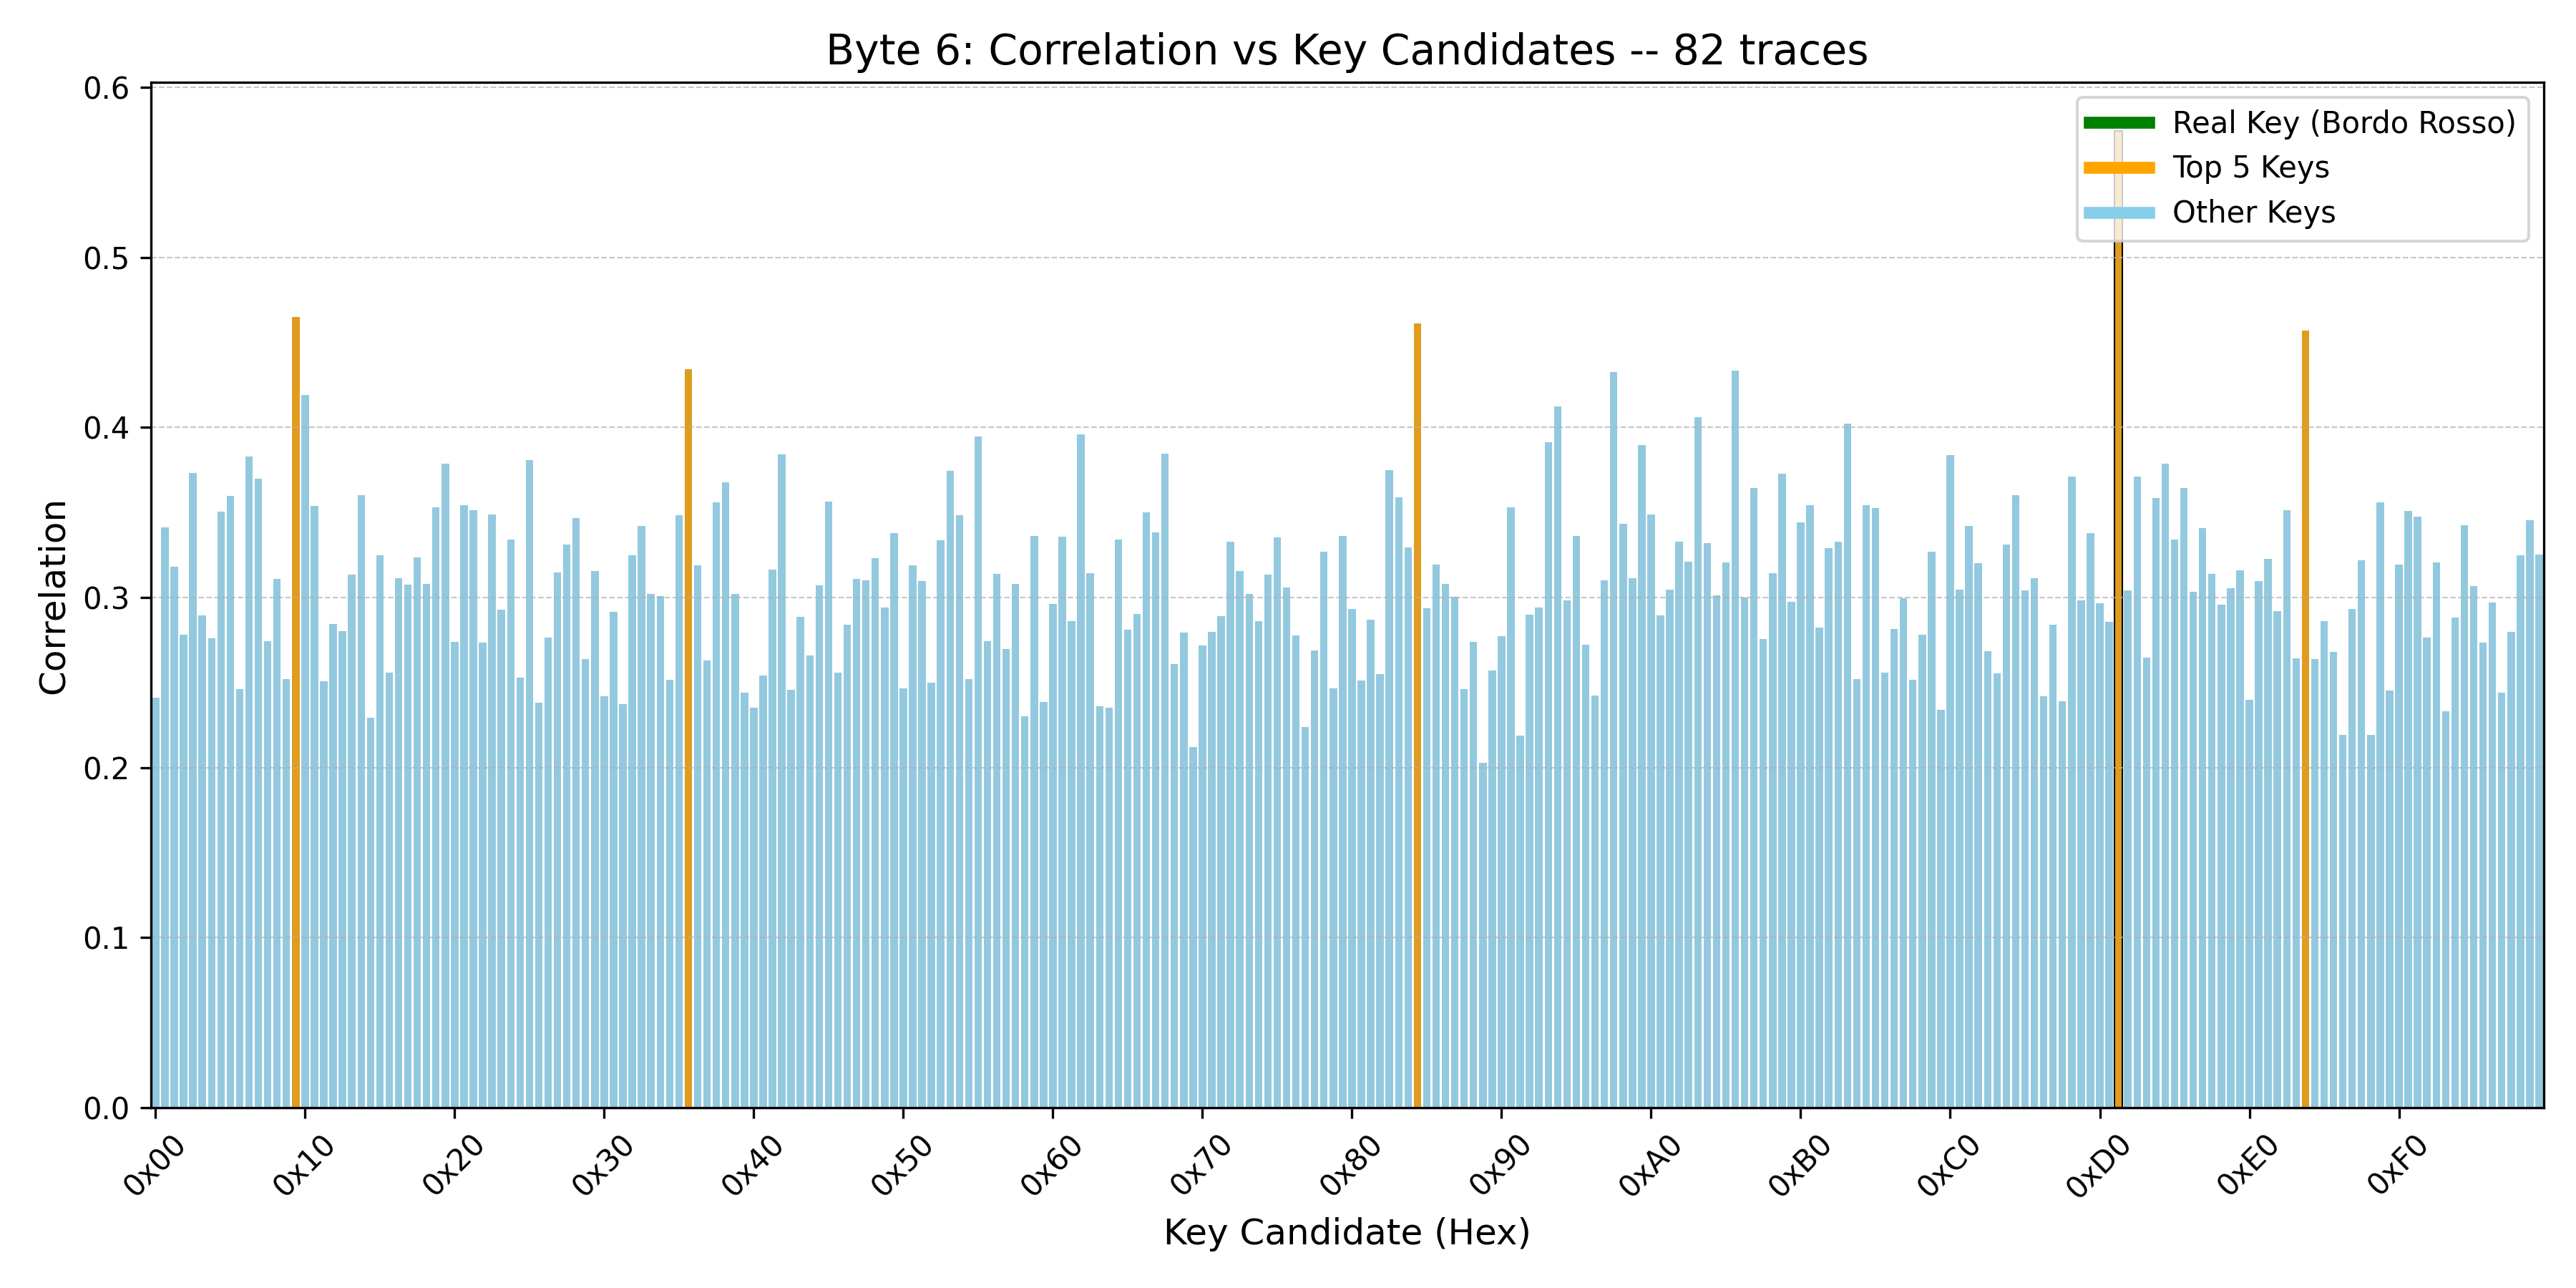 Byte 6: Correlation vs Key Candidates -- 82 traces
Real Key (Bordo Rosso)
Top 5 Keys
Other Keys
Correlation
0.6
0.5
0.4
0.3
0.2
0.1
0.0
0x00 0x10 0x20 0x30 0x40 0x50 0x60 0x70 0x80 0x90 0xA0 0xB0 0xC0 0xD0 0xE0 0xF0
Key Candidate (Hex)